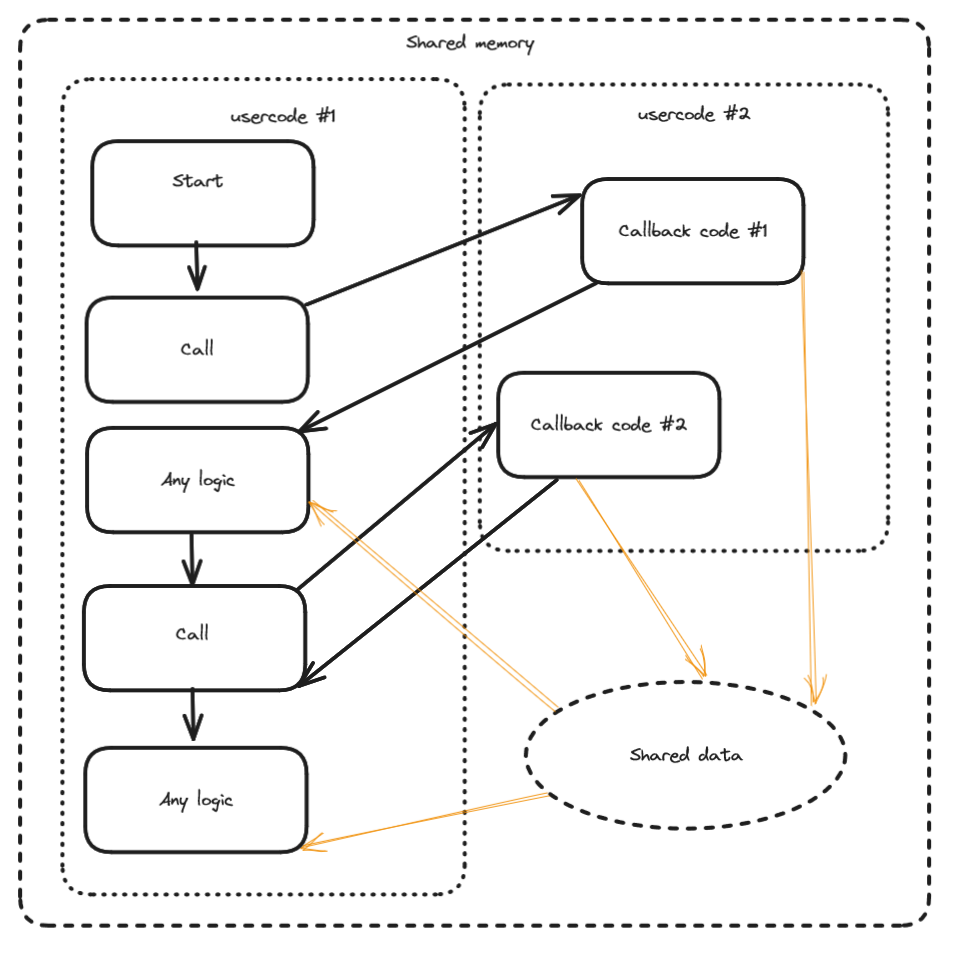 Shared memory
usercode #1
usercode #2
Start
Callback code #1
Call
Callback code #2
Any logic
Call
Shared data
Any logic